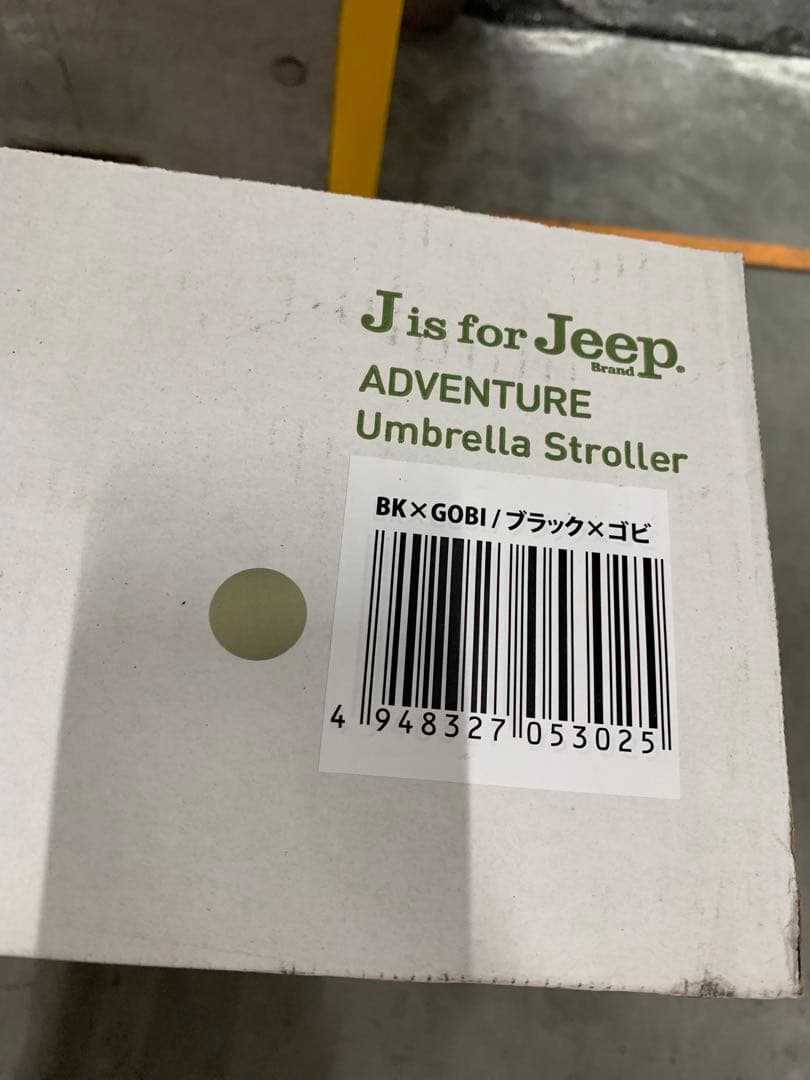 J is for Jeep®
Brand
ADVENTURE
Umbrella Stroller
BK×GOBI / ブラック×ゴビ
4 948327 053025